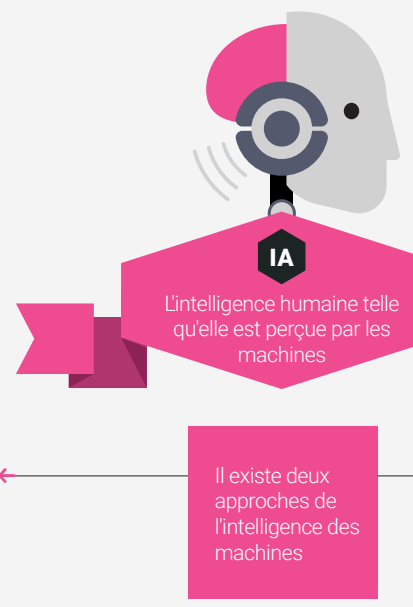 IA
L'intelligence humaine telle
qu'elle est perçue par les
machines
Il existe deux
approches de
l'intelligence des
machines